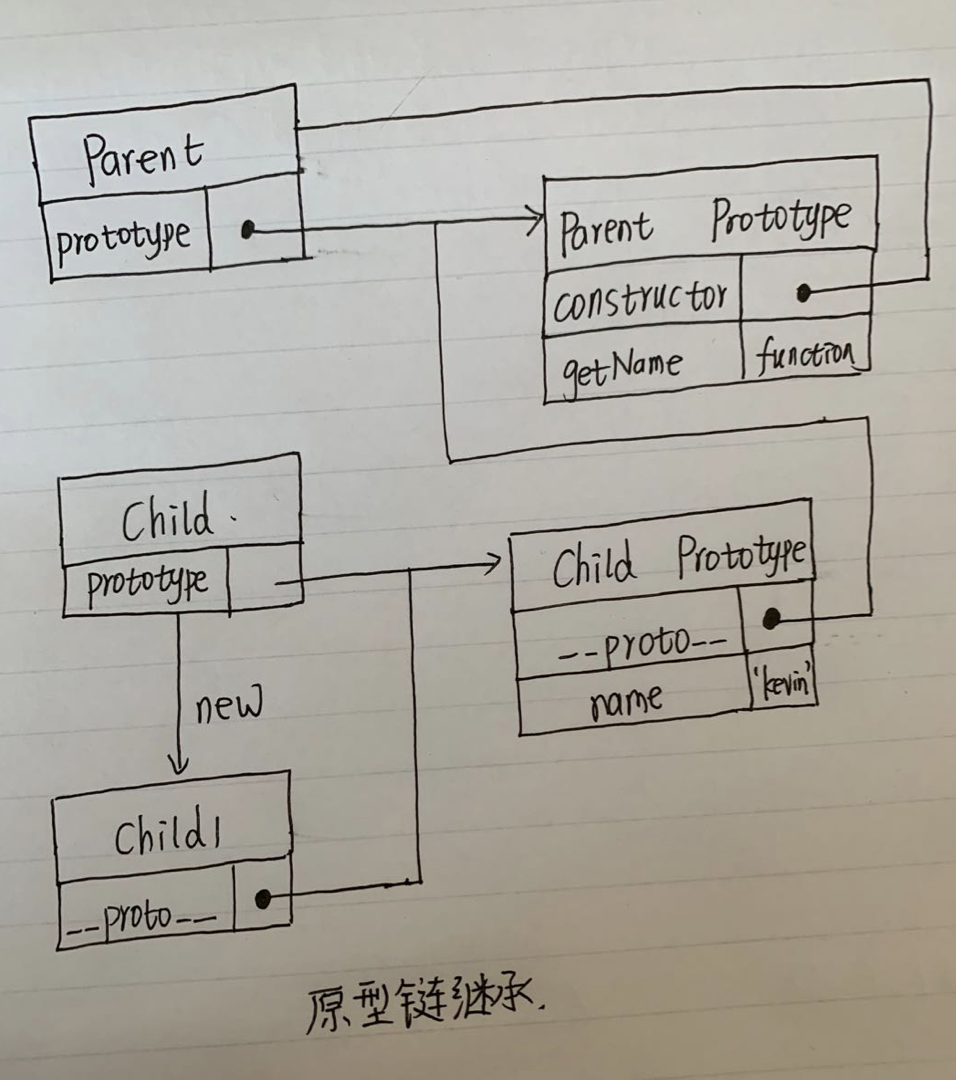 Parent
prototype
Parent Prototype
constructor
getName function
Child.
prototype
Child Prototype
--proto--
name 'kevin'
new
Child1
--proto--
原型链继承.